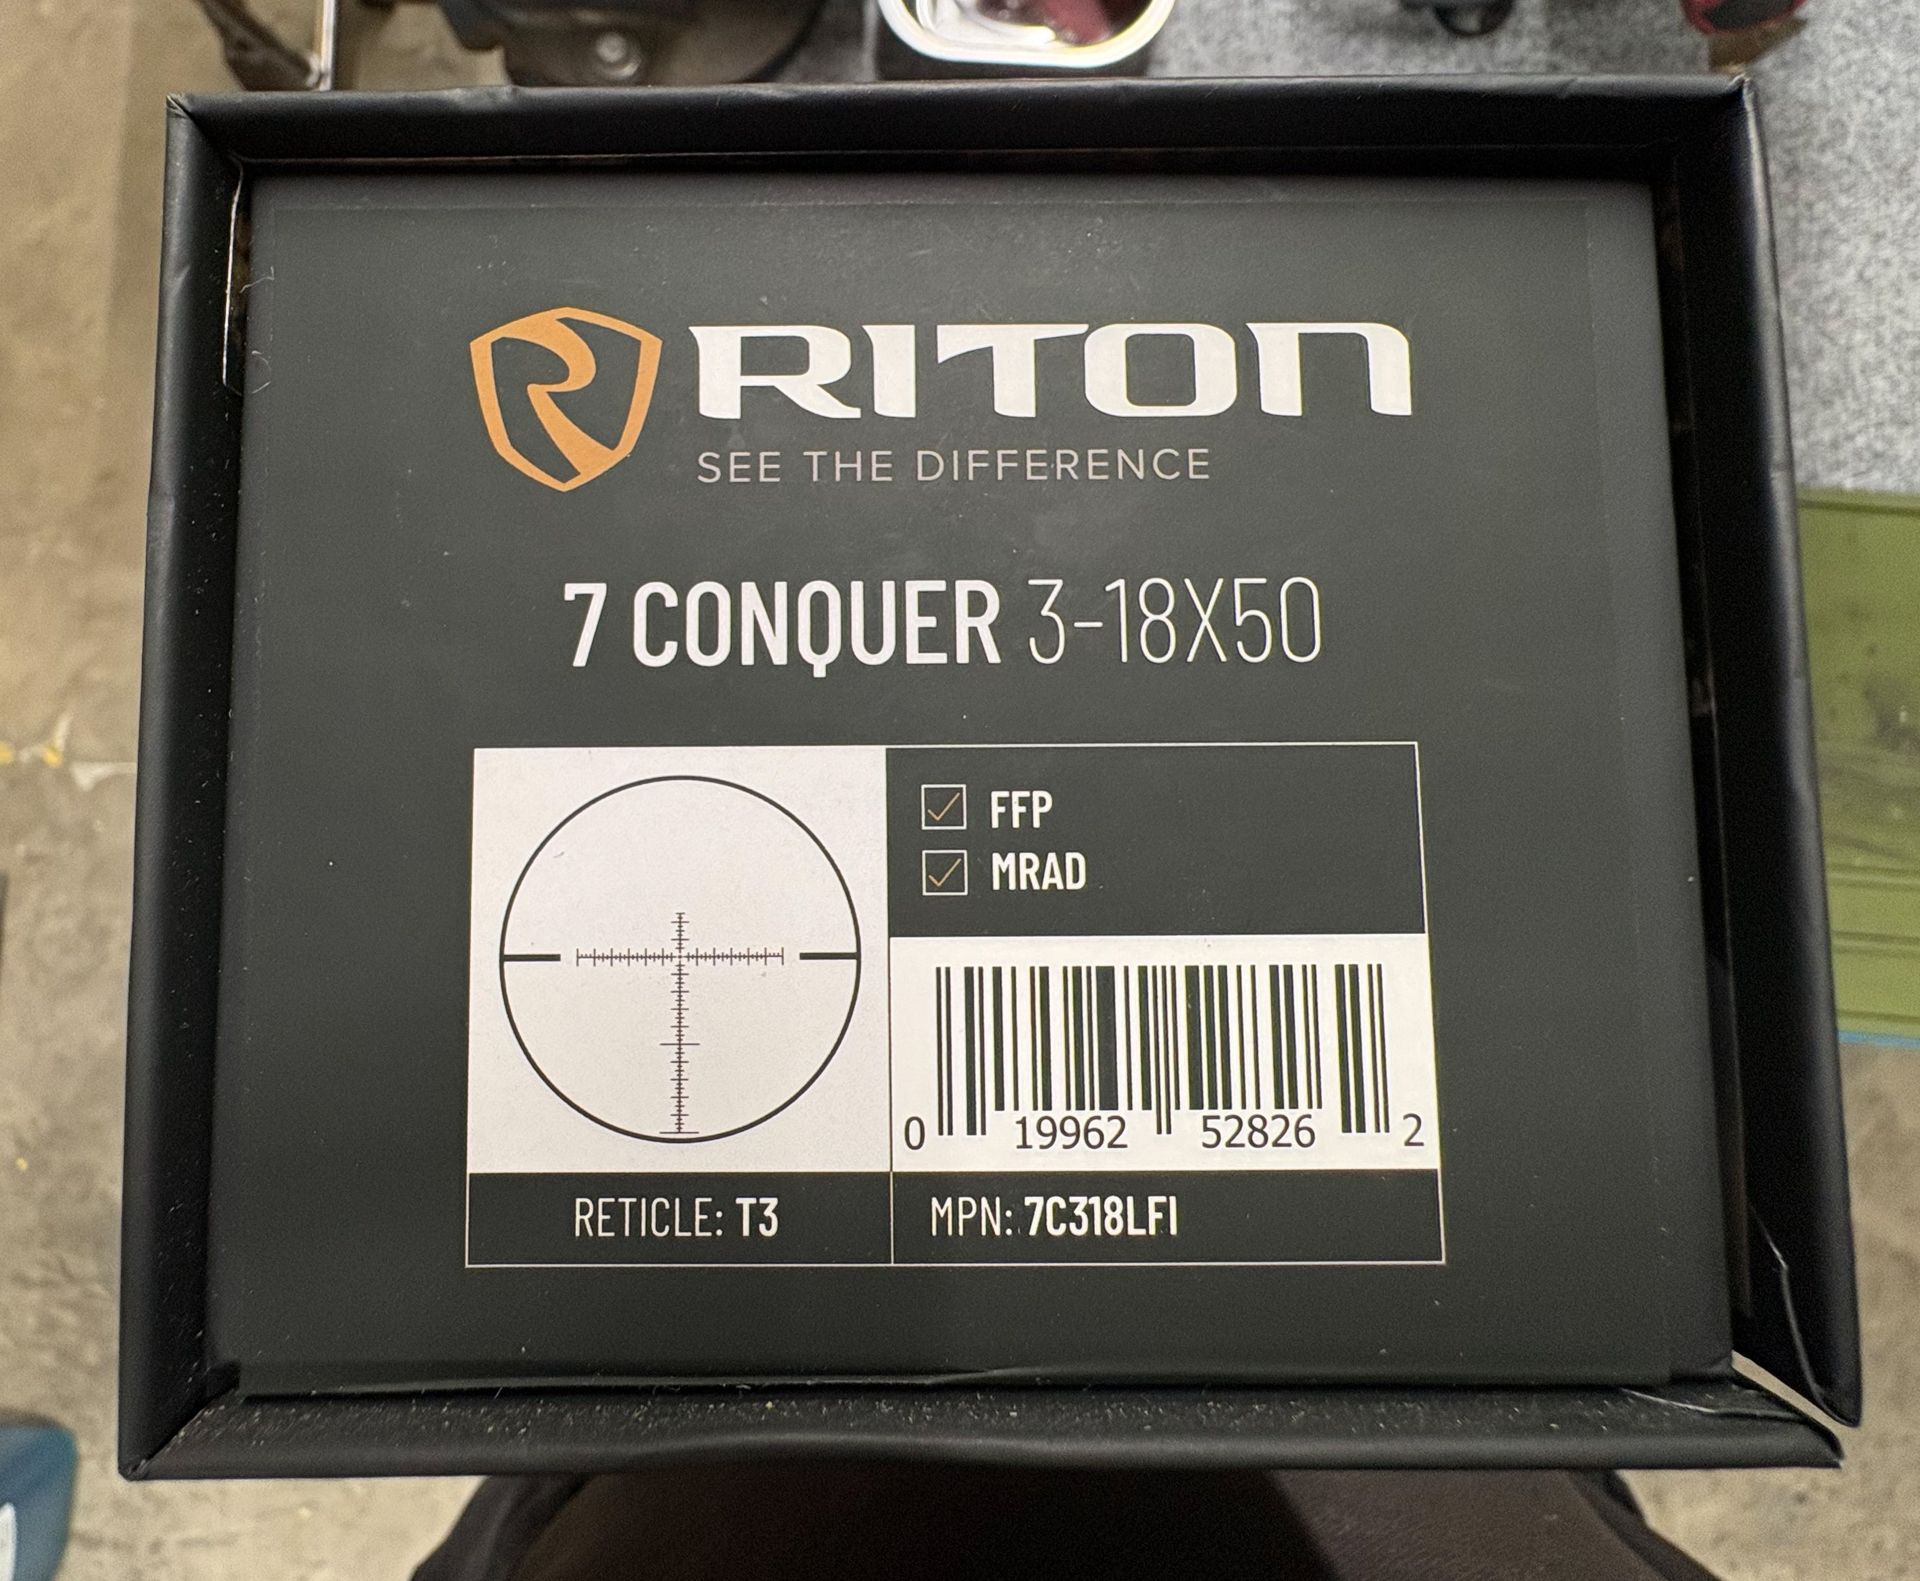 RITON
SEE THE DIFFERENCE
7 CONQUER 3-18X50
FFP
MRAD
0 19962 52826 2
RETICLE: T3
MPN: 7C318LFI